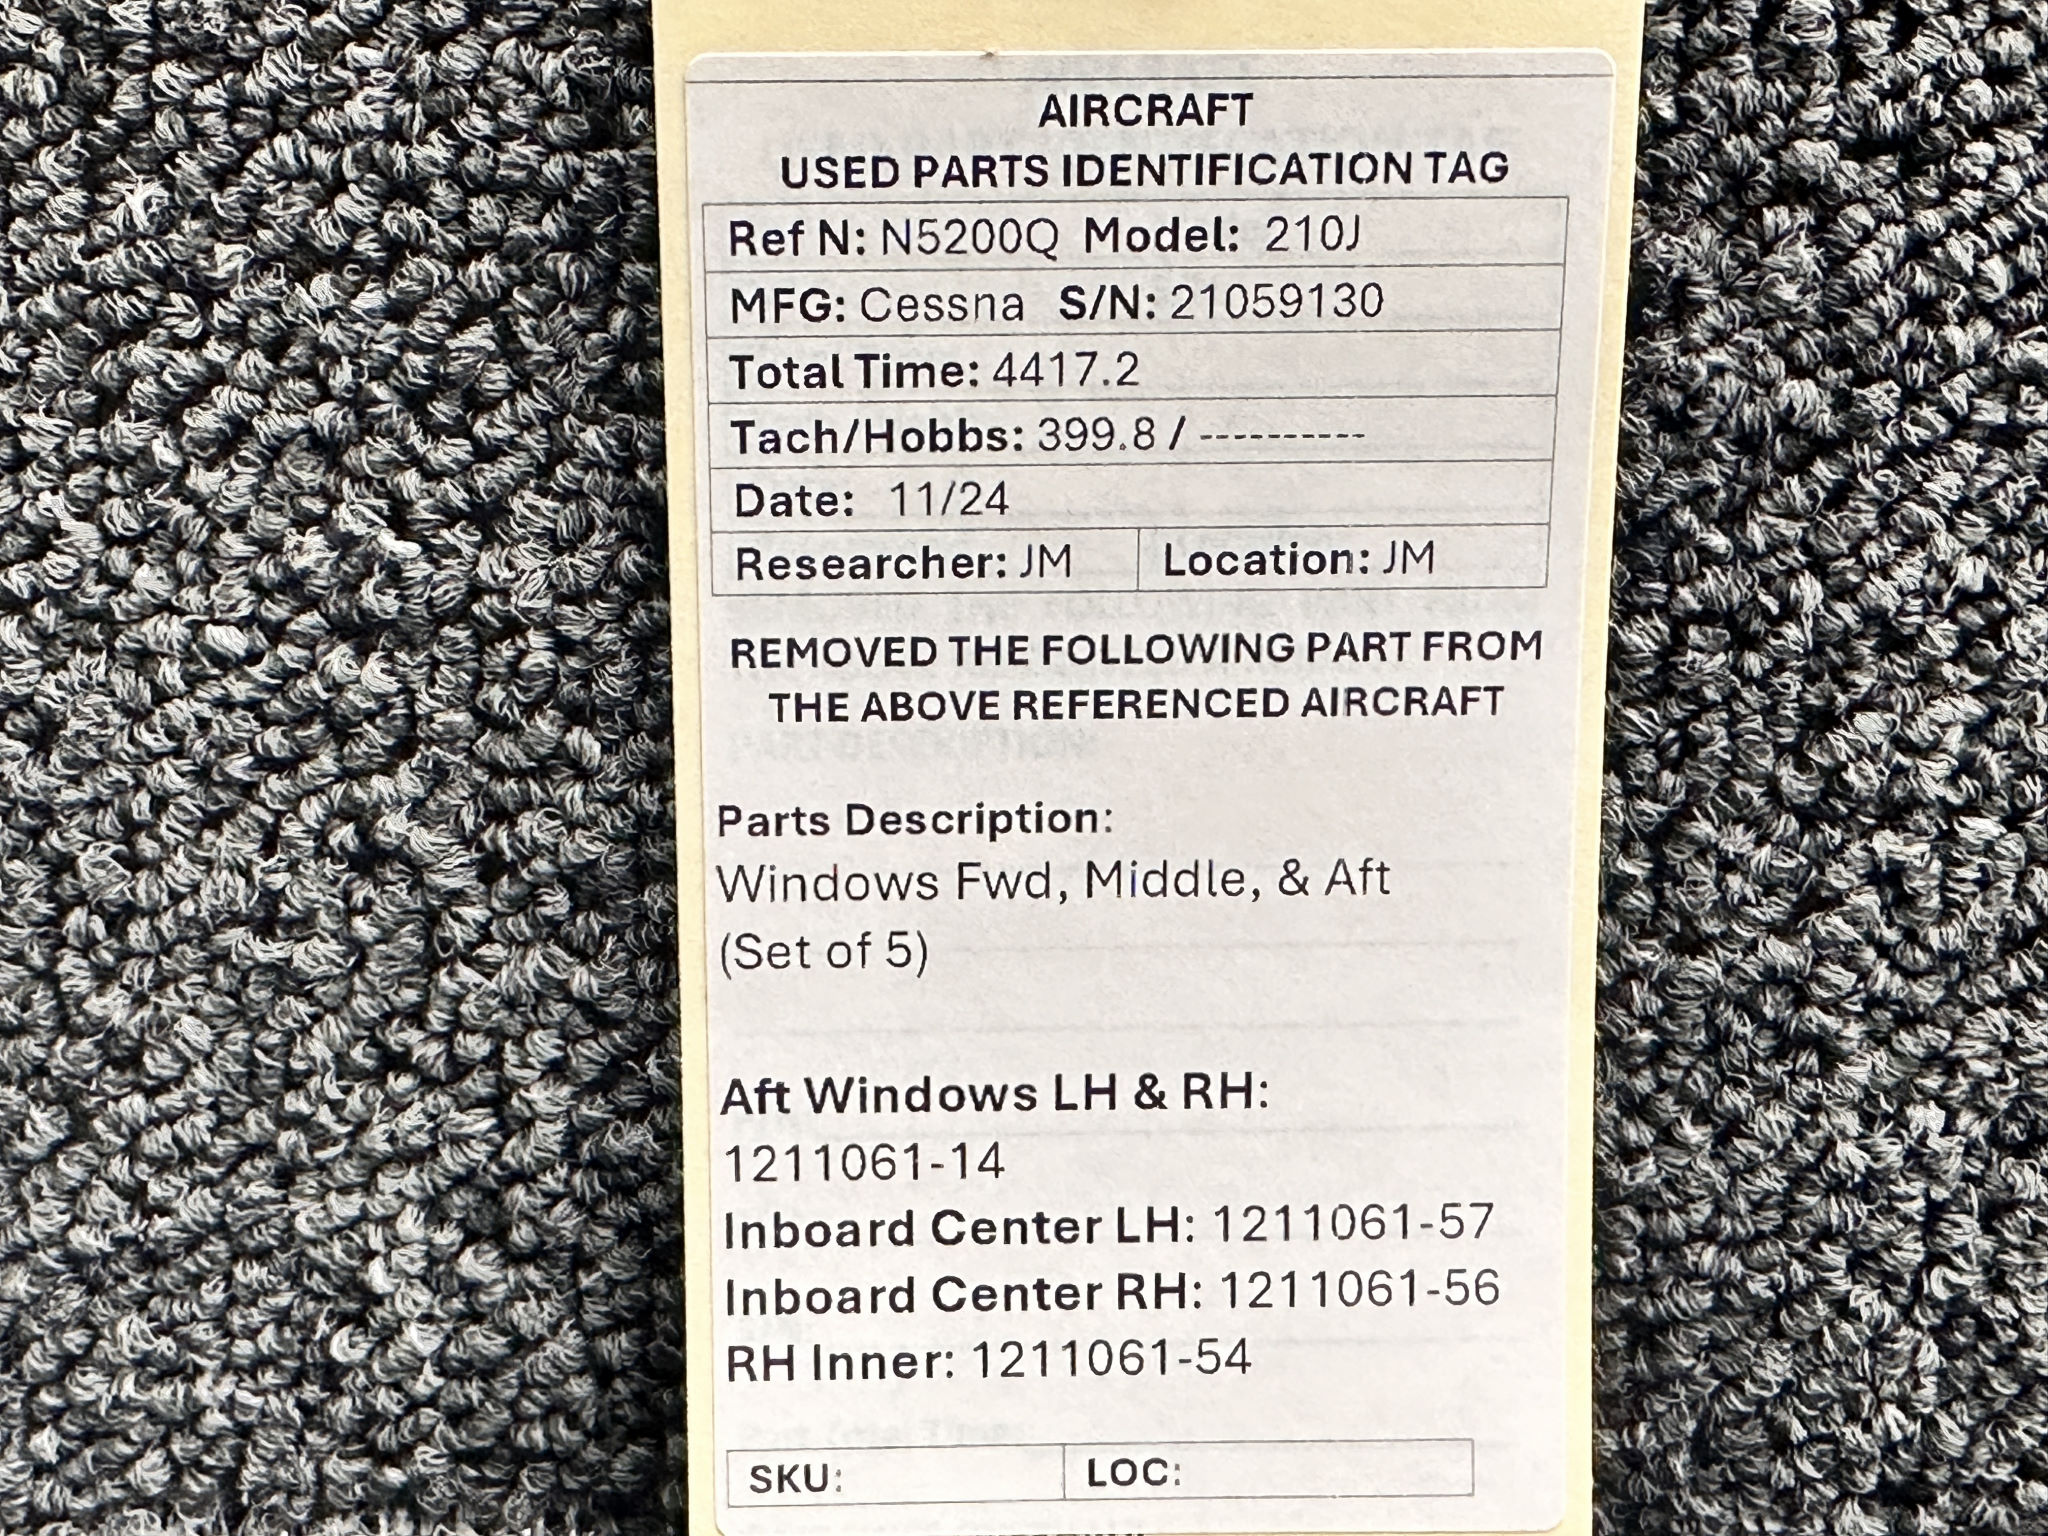 AIRCRAFT
USED PARTS IDENTIFICATION TAG
Ref N: N5200Q Model: 210J
MFG: Cessna S/N: 21059130
Total Time: 4417.2
Tach/Hobbs: 399.8 / ----------
Date: 11/24
Researcher: JM Location: JM
REMOVED THE FOLLOWING PART FROM
THE ABOVE REFERENCED AIRCRAFT
Parts Description:
Windows Fwd, Middle, & Aft
(Set of 5)
Aft Windows LH & RH:
1211061-14
Inboard Center LH: 1211061-57
Inboard Center RH: 1211061-56
RH Inner: 1211061-54
SKU: LOC: